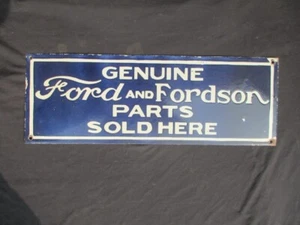 GENUINE
Ford AND Fordson
PARTS
SOLD HERE